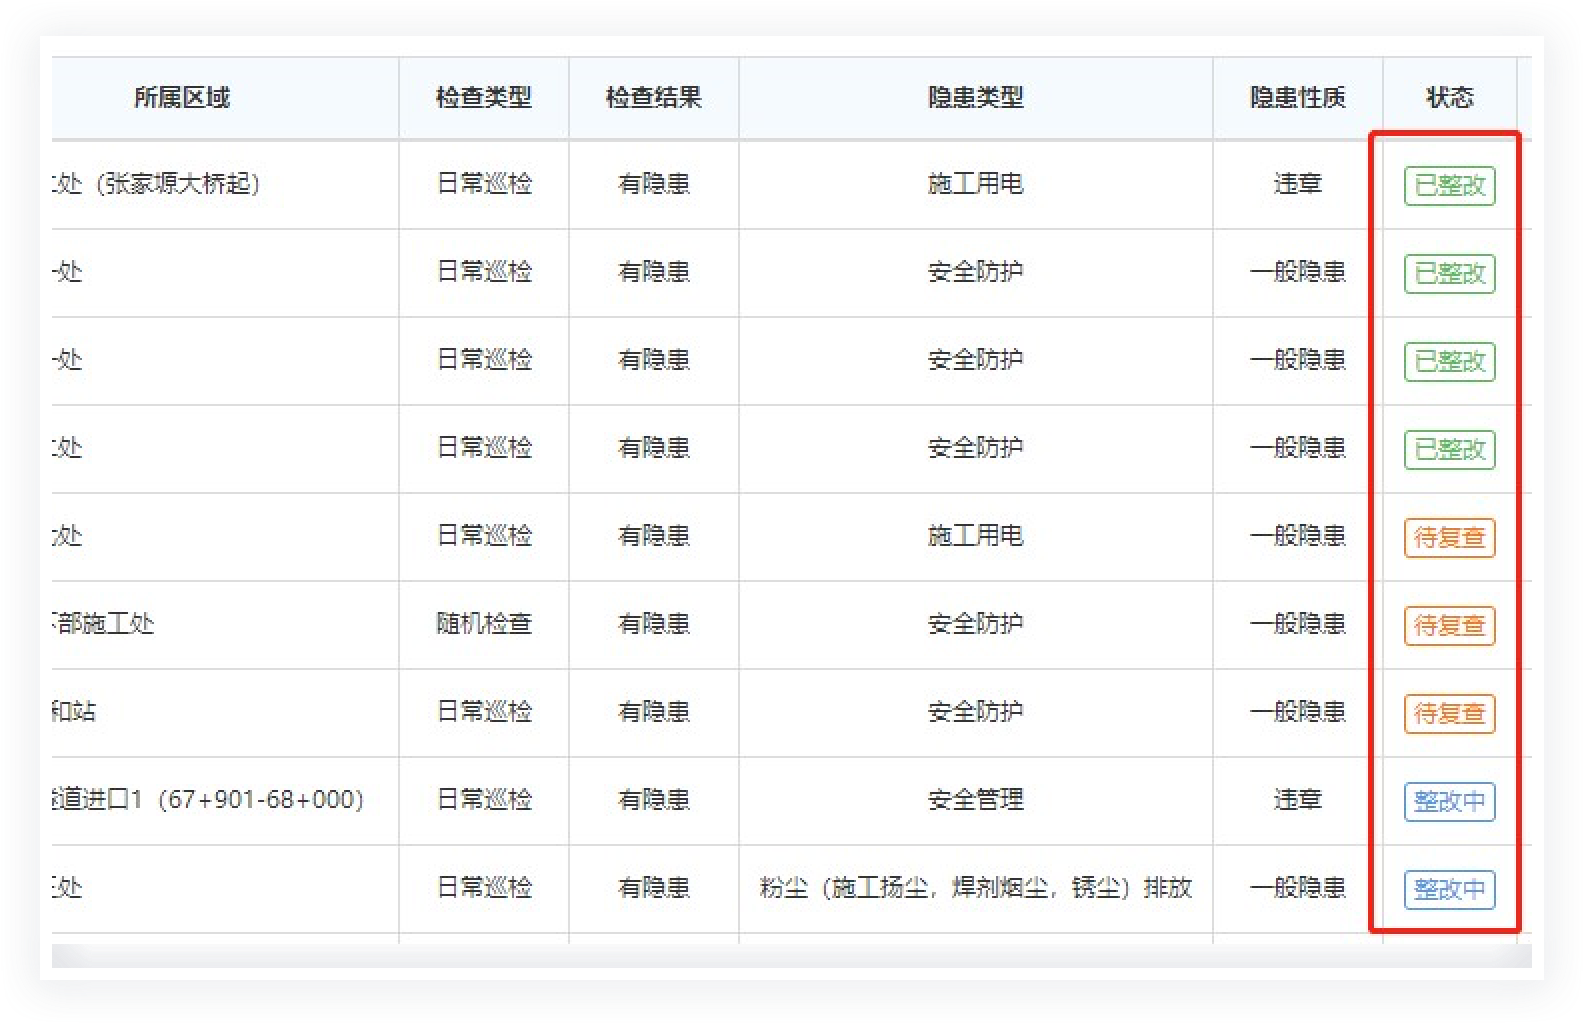 所属区域 检查类型 检查结果 隐患类型 隐患性质 状态
处（张家塬大桥起） 日常巡检 有隐患 施工用电 违章 已整改
处 日常巡检 有隐患 安全防护 一般隐患 已整改
处 日常巡检 有隐患 安全防护 一般隐患 已整改
处 日常巡检 有隐患 安全防护 一般隐患 已整改
处 日常巡检 有隐患 施工用电 一般隐患 待复查
部施工处 随机检查 有隐患 安全防护 一般隐患 待复查
和站 日常巡检 有隐患 安全防护 一般隐患 待复查
道进口1（67+901-68+000） 日常巡检 有隐患 安全管理 违章 整改中
处 日常巡检 有隐患 粉尘（施工扬尘，焊剂烟尘，锈尘）排放 一般隐患 整改中